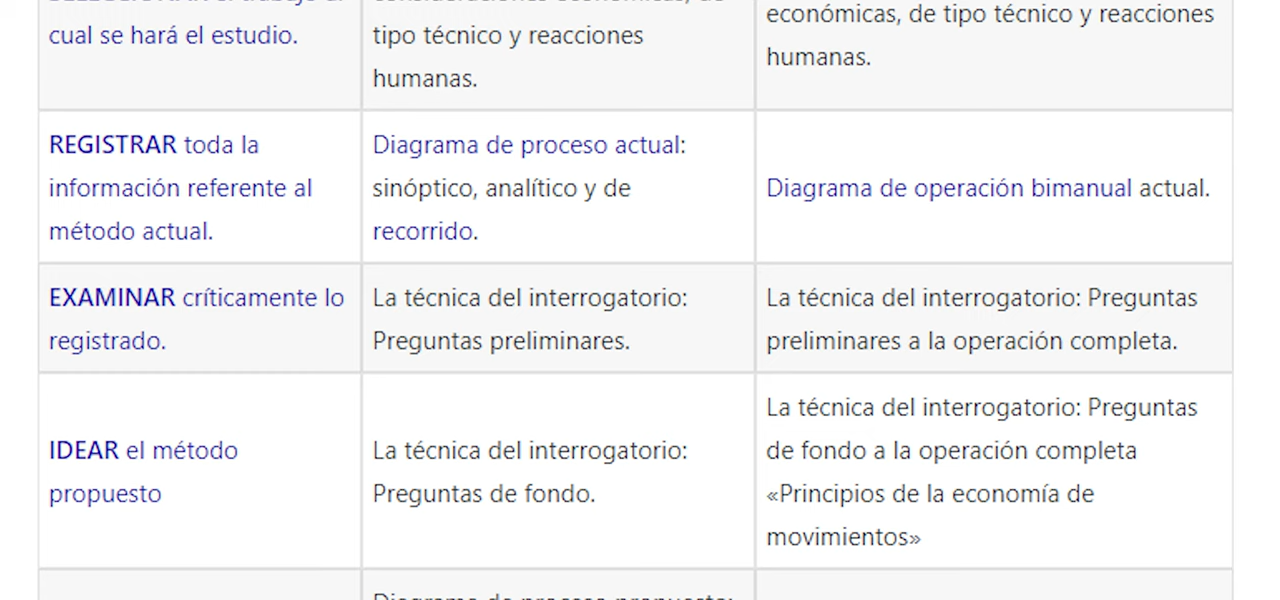 cual se hará el estudio.
tipo técnico y reacciones
humanas.
económicas, de tipo técnico y reacciones
humanas.
REGISTRAR toda la
información referente al
método actual.
Diagrama de proceso actual:
sinóptico, analítico y de
recorrido.
Diagrama de operación bimanual actual.
EXAMINAR críticamente lo
registrado.
La técnica del interrogatorio:
Preguntas preliminares.
La técnica del interrogatorio: Preguntas
preliminares a la operación completa.
IDEAR el método
propuesto
La técnica del interrogatorio:
Preguntas de fondo.
La técnica del interrogatorio: Preguntas
de fondo a la operación completa
«Principios de la economía de
movimientos»